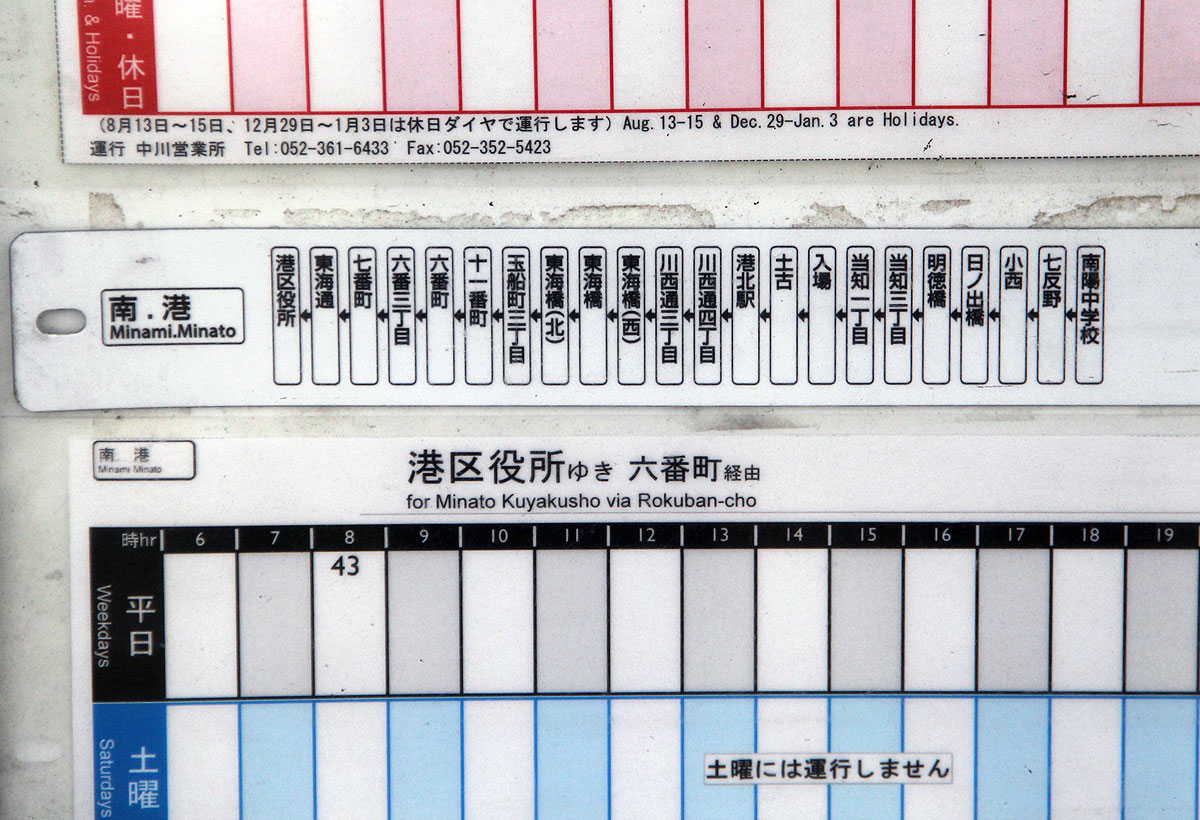 曜・休日
& Holidays
(8月13日～15日、12月29日～1月3日は休日ダイヤで運行します) Aug.13-15 & Dec.29-Jan.3 are Holidays.
運行 中川営業所 Tel:052-361-6433 Fax:052-352-5423
南.港
Minami.Minato
港区役所
東海通
七番町
六番三丁目
六番町
十一番町
玉船町三丁目
東海橋(北)
東海橋
東海橋(西)
川西通三丁目
川西通四丁目
港北駅
土古
入場
当知一丁目
当知三丁目
明徳橋
日ノ出橋
小西
七反野
南陽中学校
南 港
Minami Minato
港区役所ゆき 六番町経由
for Minato Kuyakusho via Rokuban-cho
時hr 6 7 8 9 10 11 12 13 14 15 16 17 18 19
平日
Weekdays
43
土曜
Saturdays
土曜には運行しません